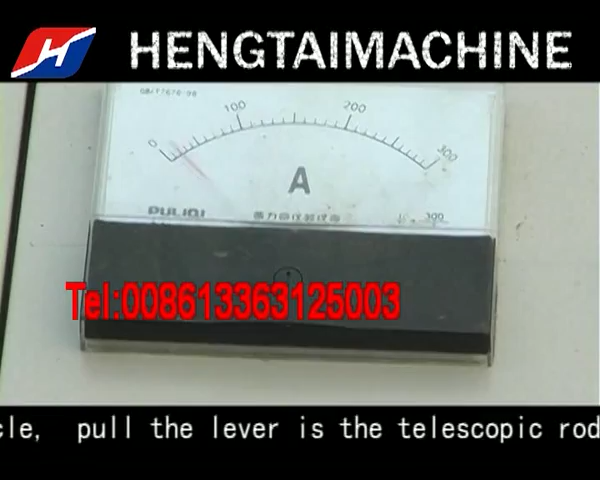 HENGTAIMACHINE
GB/T7676-98
0 100 200 300
A
PULIQI
300
Tel:008613363125003
cle, pull the lever is the telescopic rod